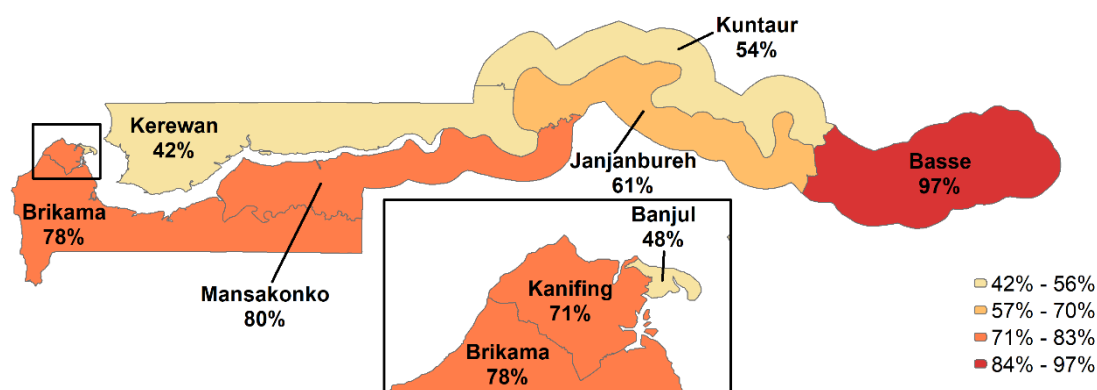 Kuntaur
54%
Kerewan
42%
Janjanbureh
61%
Basse
97%
Brikama
78%
Mansakonko
80%
Banjul
48%
Kanifing
71%
Brikama
78%
42% - 56%
57% - 70%
71% - 83%
84% - 97%